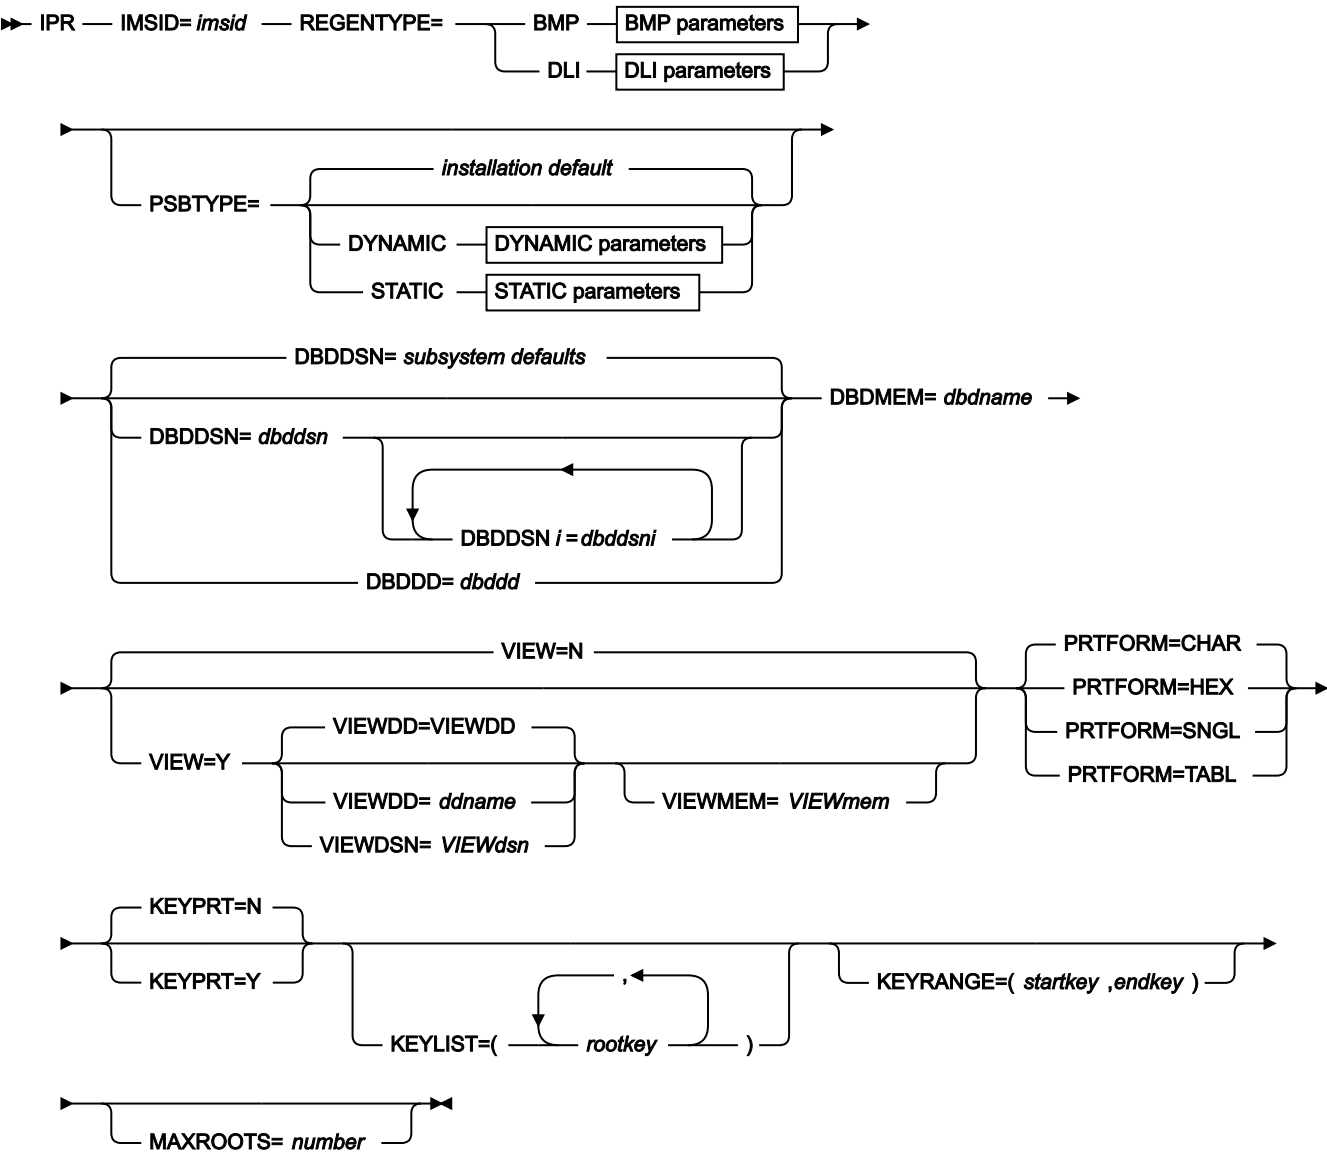 IPR IMSID= imsid REGENTYPE= BMP BMP parameters
DLI DLI parameters
installation default
PSBTYPE=
DYNAMIC DYNAMIC parameters
STATIC STATIC parameters
DBDDSN= subsystem defaults
DBDMEM= dbdname
DBDDSN= dbddsn
DBDDSN i =dbddsni
DBDDD= dbddd
VIEW=N PRTFORM=CHAR
PRTFORM=HEX
VIEWDD=VIEWDD PRTFORM=SNGL
VIEW=Y PRTFORM=TABL
VIEWDD= ddname VIEWMEM= VIEWmem
VIEWDSN= VIEWdsn
KEYPRT=N
KEYPRT=Y , KEYRANGE=( startkey ,endkey )
KEYLIST=( rootkey )
MAXROOTS= number